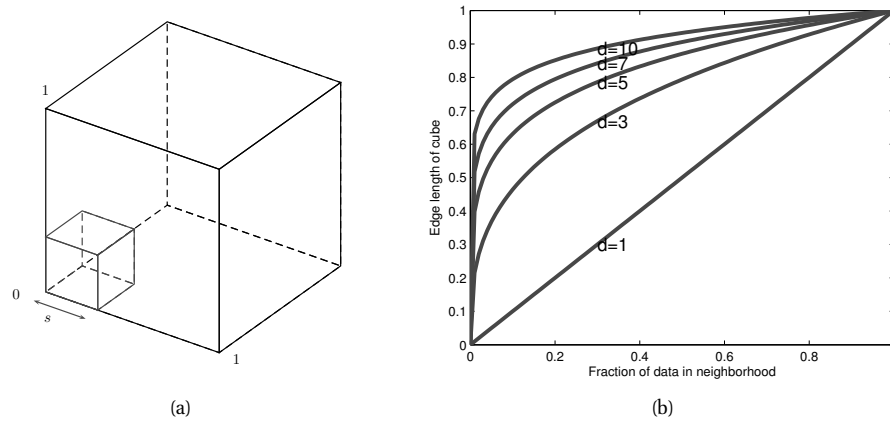 1
0
s
1
(a)
1
0.9
0.8
0.7
0.6
0.5
0.4
0.3
0.2
0.1
0
Edge length of cube
d=10
d=7
d=5
d=3
d=1
0 0.2 0.4 0.6 0.8
Fraction of data in neighborhood
(b)